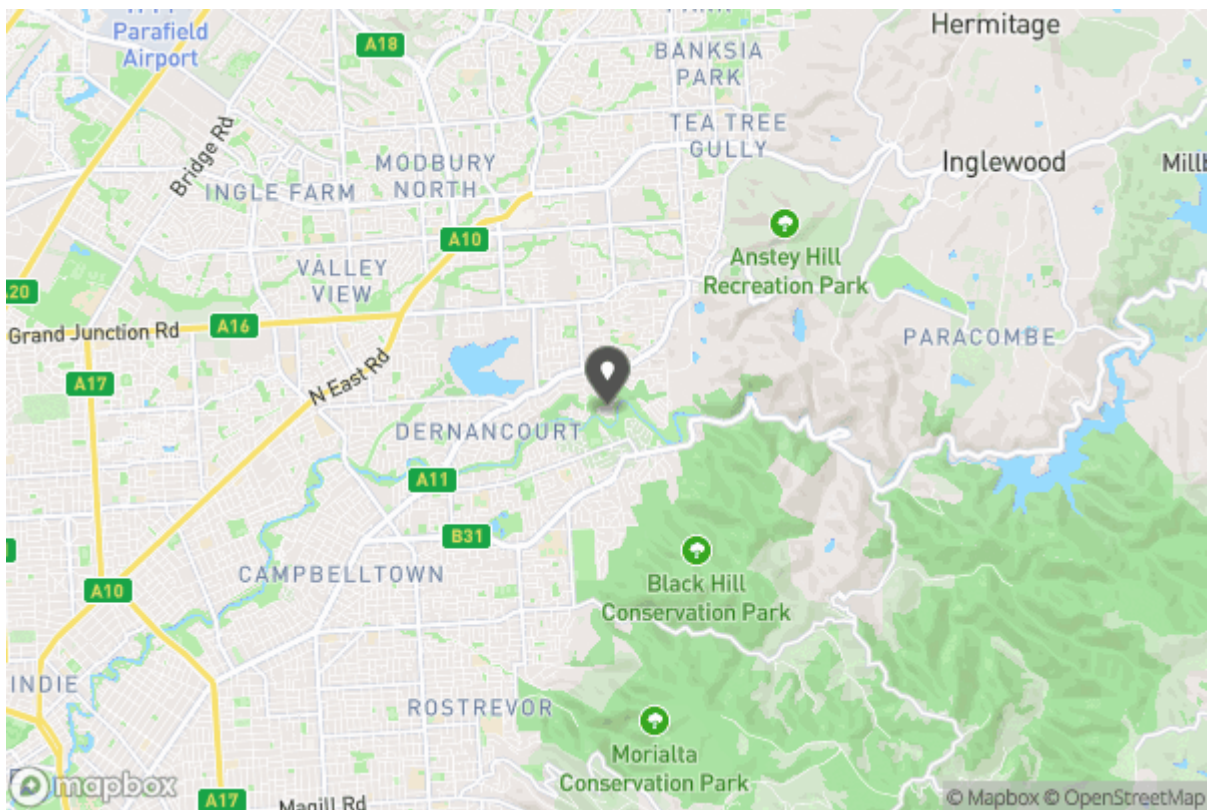 Parafield
Airport
A18
BANKSIA
PARK
Hermitage
TEA TREE
GULLY
Bridge Rd
MODBURY
NORTH
Inglewood
INGLE FARM
A10
Anstey Hill
Recreation Park
VALLEY
VIEW
Grand Junction Rd
A16
PARACOMBE
A17
N East Rd
DERNANCOURT
A11
B31
CAMPBELLTOWN
Black Hill
Conservation Park
A10
INDIE
ROSTREVOR
Morialta
Conservation Park
mapbox
A17
Magill Rd
© Mapbox © OpenStreetMap